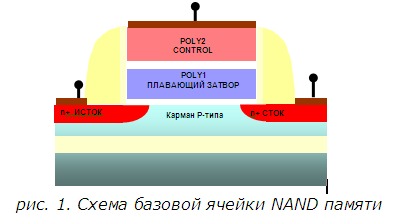 POLY2
CONTROL
POLY1
ПЛАВАЮЩИЙ ЗАТВОР
n+ ИСТОК
Карман P-типа
n+ СТОК
рис. 1. Схема базовой ячейки NAND памяти